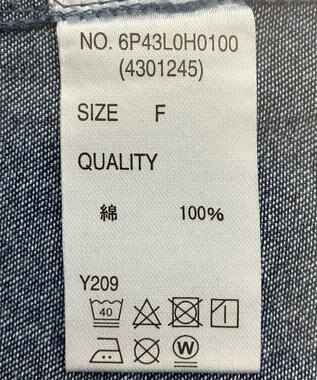 NO. 6P43L0H0100
(4301245)
SIZE F
QUALITY
綿 100%
Y209
40
W